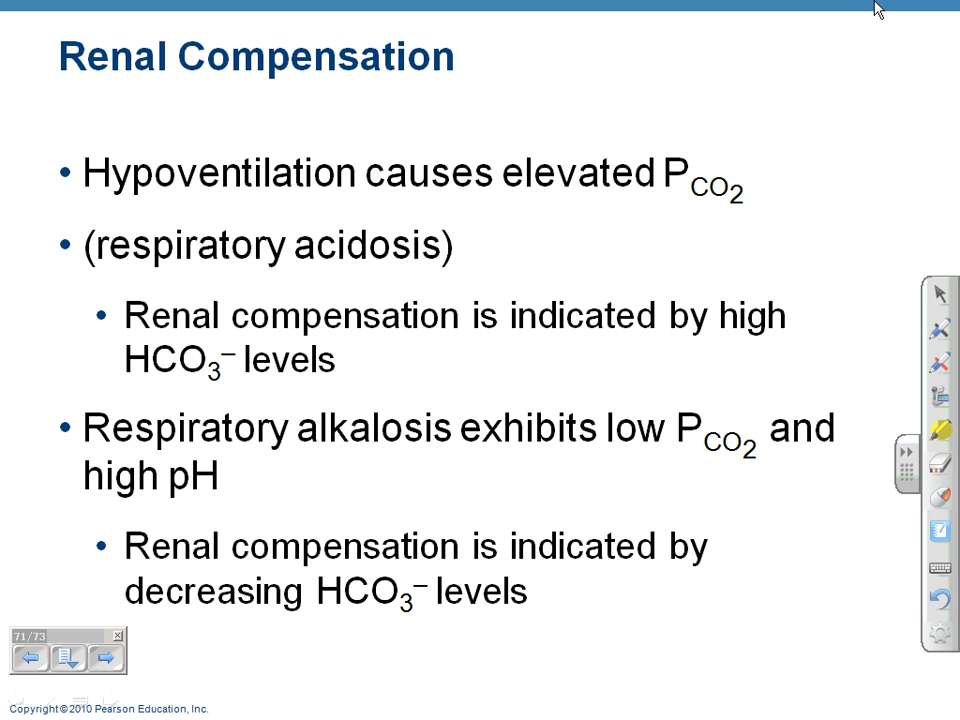 Renal Compensation
• Hypoventilation causes elevated PCO2
• (respiratory acidosis)
• Renal compensation is indicated by high
HCO3– levels
• Respiratory alkalosis exhibits low PCO2 and
high pH
• Renal compensation is indicated by
decreasing HCO3– levels
71/73
Copyright © 2010 Pearson Education, Inc.